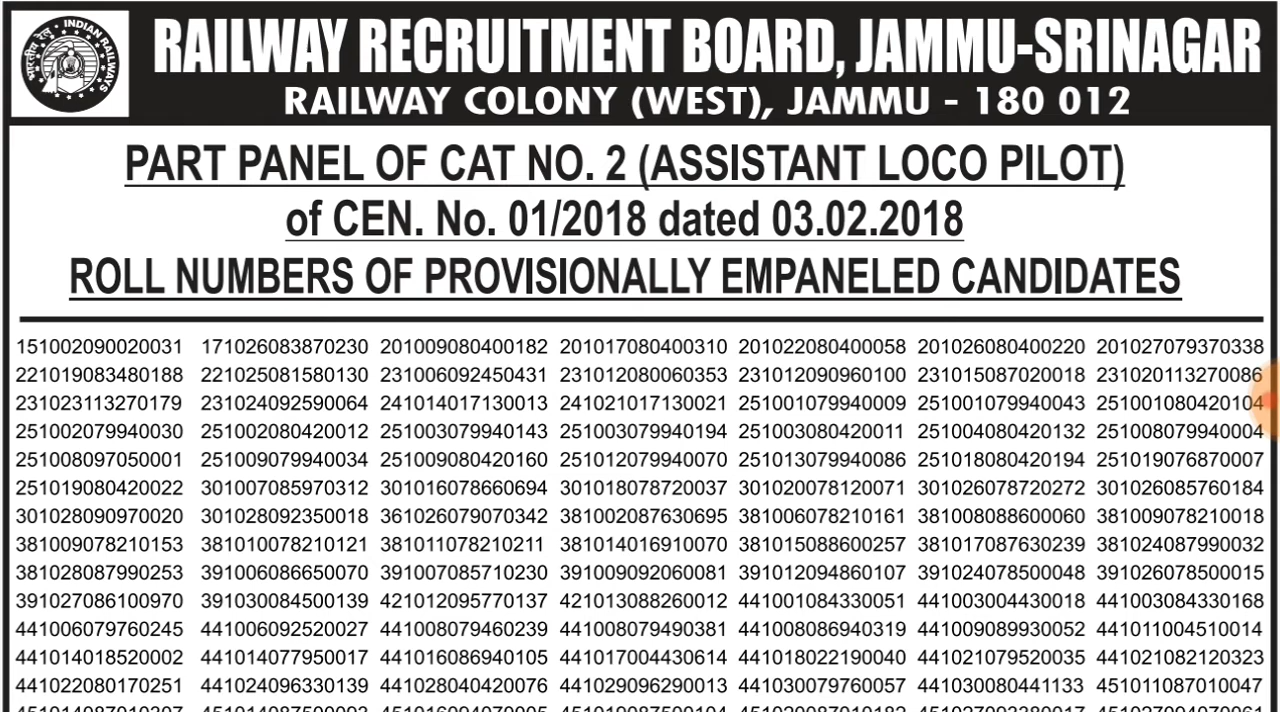 भारतीय रेल INDIAN RAILWAYS
RAILWAY RECRUITMENT BOARD, JAMMU-SRINAGAR
RAILWAY COLONY (WEST), JAMMU - 180 012
PART PANEL OF CAT NO. 2 (ASSISTANT LOCO PILOT)
of CEN. No. 01/2018 dated 03.02.2018
ROLL NUMBERS OF PROVISIONALLY EMPANELED CANDIDATES
151002090020031 171026083870230 201009080400182 201017080400310 201022080400058 201026080400220 201027079370338
221019083480188 221025081580130 231006092450431 231012080060353 231012090960100 231015087020018 231020113270086
231023113270179 231024092590064 241014017130013 241021017130021 251001079940009 251001079940043 251001080420104
251002079940030 251002080420012 251003079940143 251003079940194 251003080420011 251004080420132 251008079940004
251008097050001 251009079940034 251009080420160 251012079940070 251013079940086 251018080420194 251019076870007
251019080420022 301007085970312 301016078660694 301018078720037 301020078120071 301026078720272 301026085760184
301028090970020 301028092350018 361026079070342 381002087630695 381006078210161 381008088600060 381009078210018
381009078210153 381010078210121 381011078210211 381014016910070 381015088600257 381017087630239 381024087990032
381028087990253 391006086650070 391007085710230 391009092060081 391012094860107 391024078500048 391026078500015
391027086100970 391030084500139 421012095770137 421013088260012 441001084330051 441003004430018 441003084330168
441006079760245 441006092520027 441008079460239 441008079490381 441008086940319 441009089930052 441011004510014
441014018520002 441014077950017 441016086940105 441017004430614 441018022190040 441021079520035 441021082120323
441022080170251 441024096330139 441028040420076 441029096290013 441030079760057 441030080441133 451011087010047